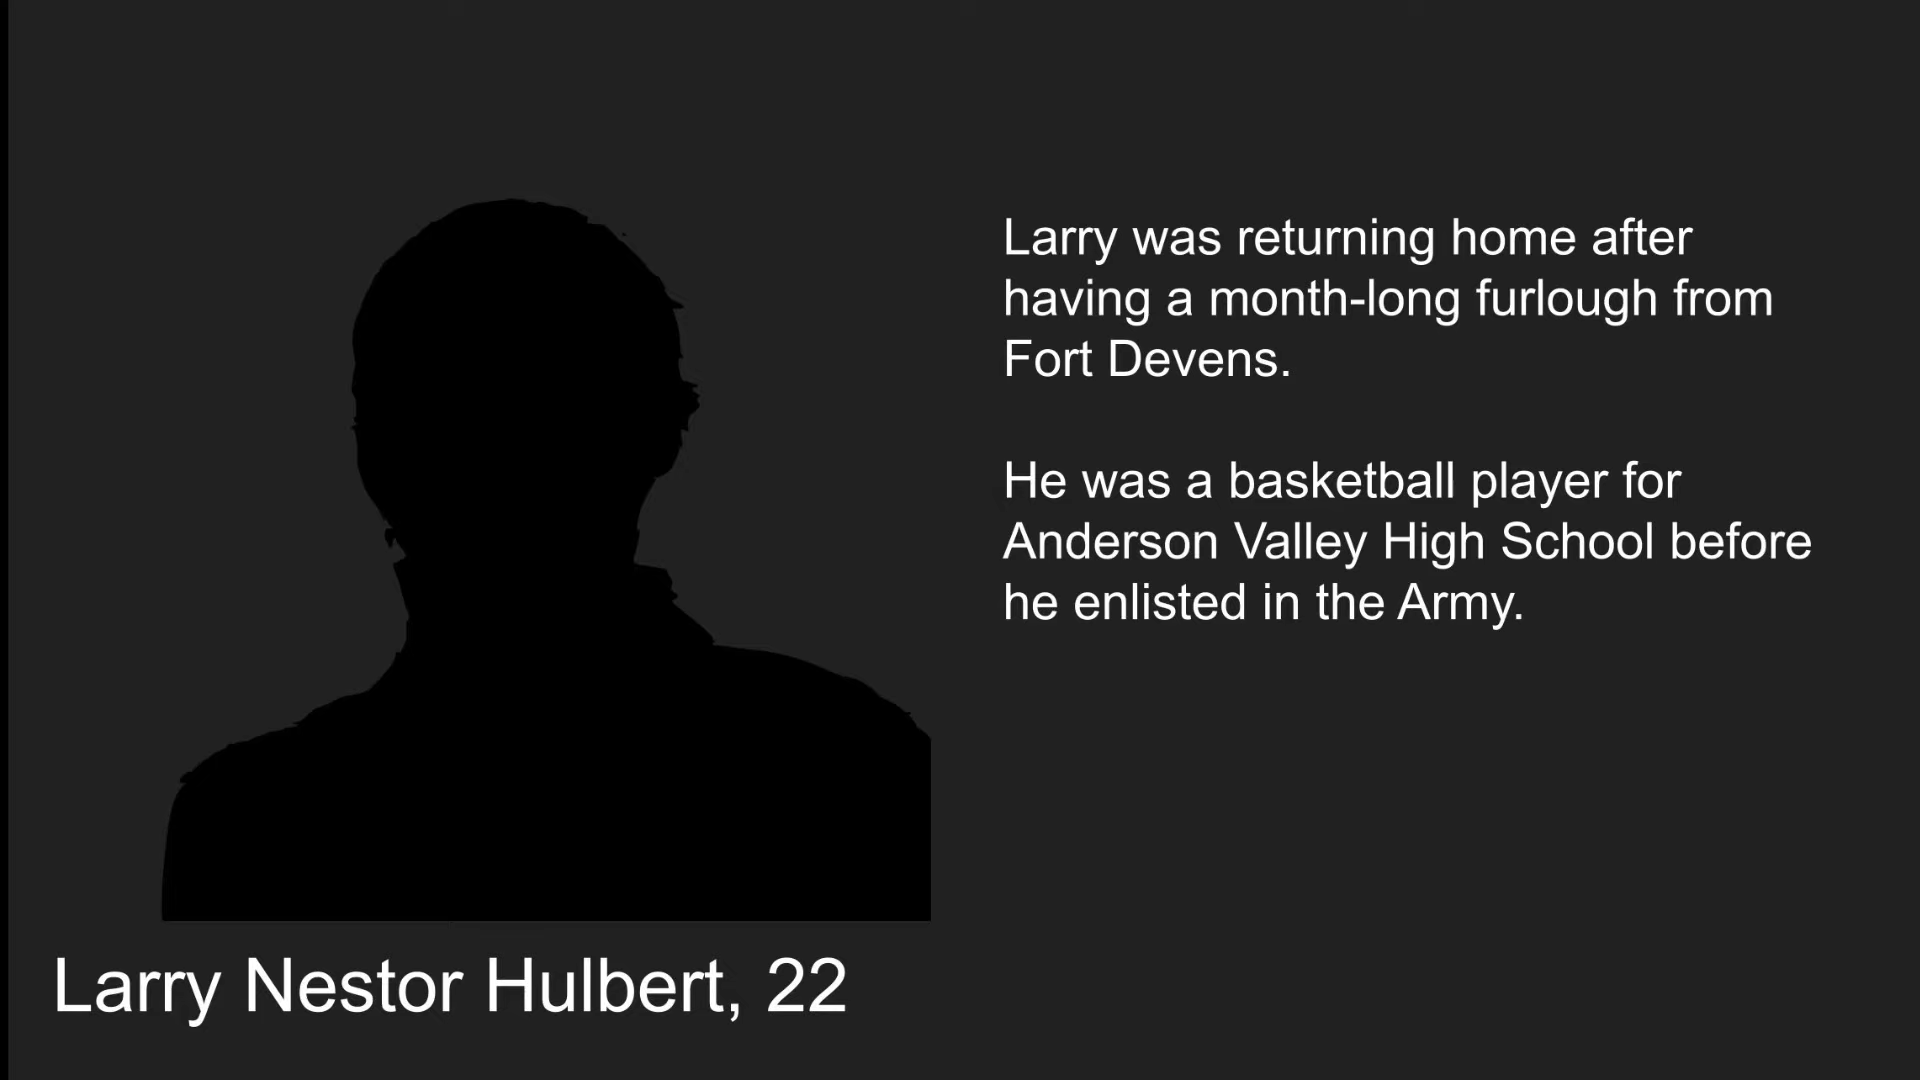 Larry was returning home after
having a month-long furlough from
Fort Devens.
He was a basketball player for
Anderson Valley High School before
he enlisted in the Army.
Larry Nestor Hulbert, 22